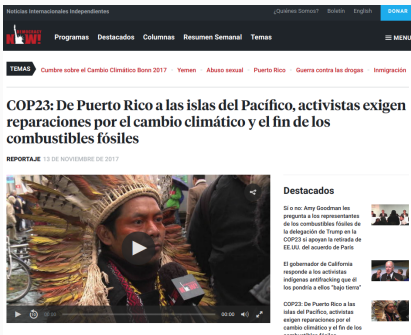 Noticias Internacionales Independientes
¿Quiénes Somos? Boletín English DONAR
DEMOCRACY NOW!
Programas Destacados Columnas Resumen Semanal Temas ≡ MENU
TEMAS Cumbre sobre el Cambio Climático Bonn 2017 Yemen Abuso sexual Puerto Rico Guerra contra las drogas Inmigración
COP23: De Puerto Rico a las islas del Pacífico, activistas exigen
reparaciones por el cambio climático y el fin de los
combustibles fósiles
REPORTAJE 13 DE NOVIEMBRE DE 2017
00:00
Destacados
Sí o no: Amy Goodman les
pregunta a los representantes
de los combustibles fósiles de
la delegación de Trump en la
COP23 si apoyan la retirada de
EE.UU. del acuerdo de París
El gobernador de California
responde a los activistas
indígenas antifracking que él
los pondría a ellos "bajo tierra"
COP23: De Puerto Rico a las
islas del Pacífico, activistas
exigen reparaciones por el
cambio climático y el fin de los